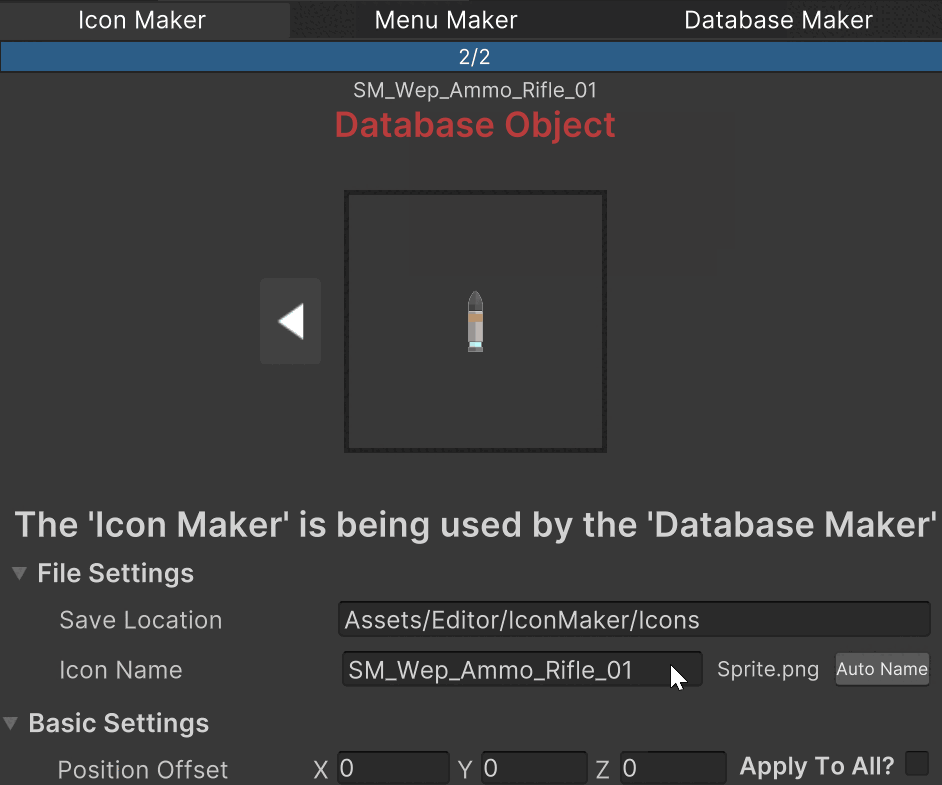 Icon Maker Menu Maker Database Maker
2/2
SM_Wep_Ammo_Rifle_01
Database Object
The 'Icon Maker' is being used by the 'Database Maker'
File Settings
Save Location Assets/Editor/IconMaker/Icons
Icon Name SM_Wep_Ammo_Rifle_01 Sprite.png Auto Name
Basic Settings
Position Offset X 0 Y 0 Z 0 Apply To All?